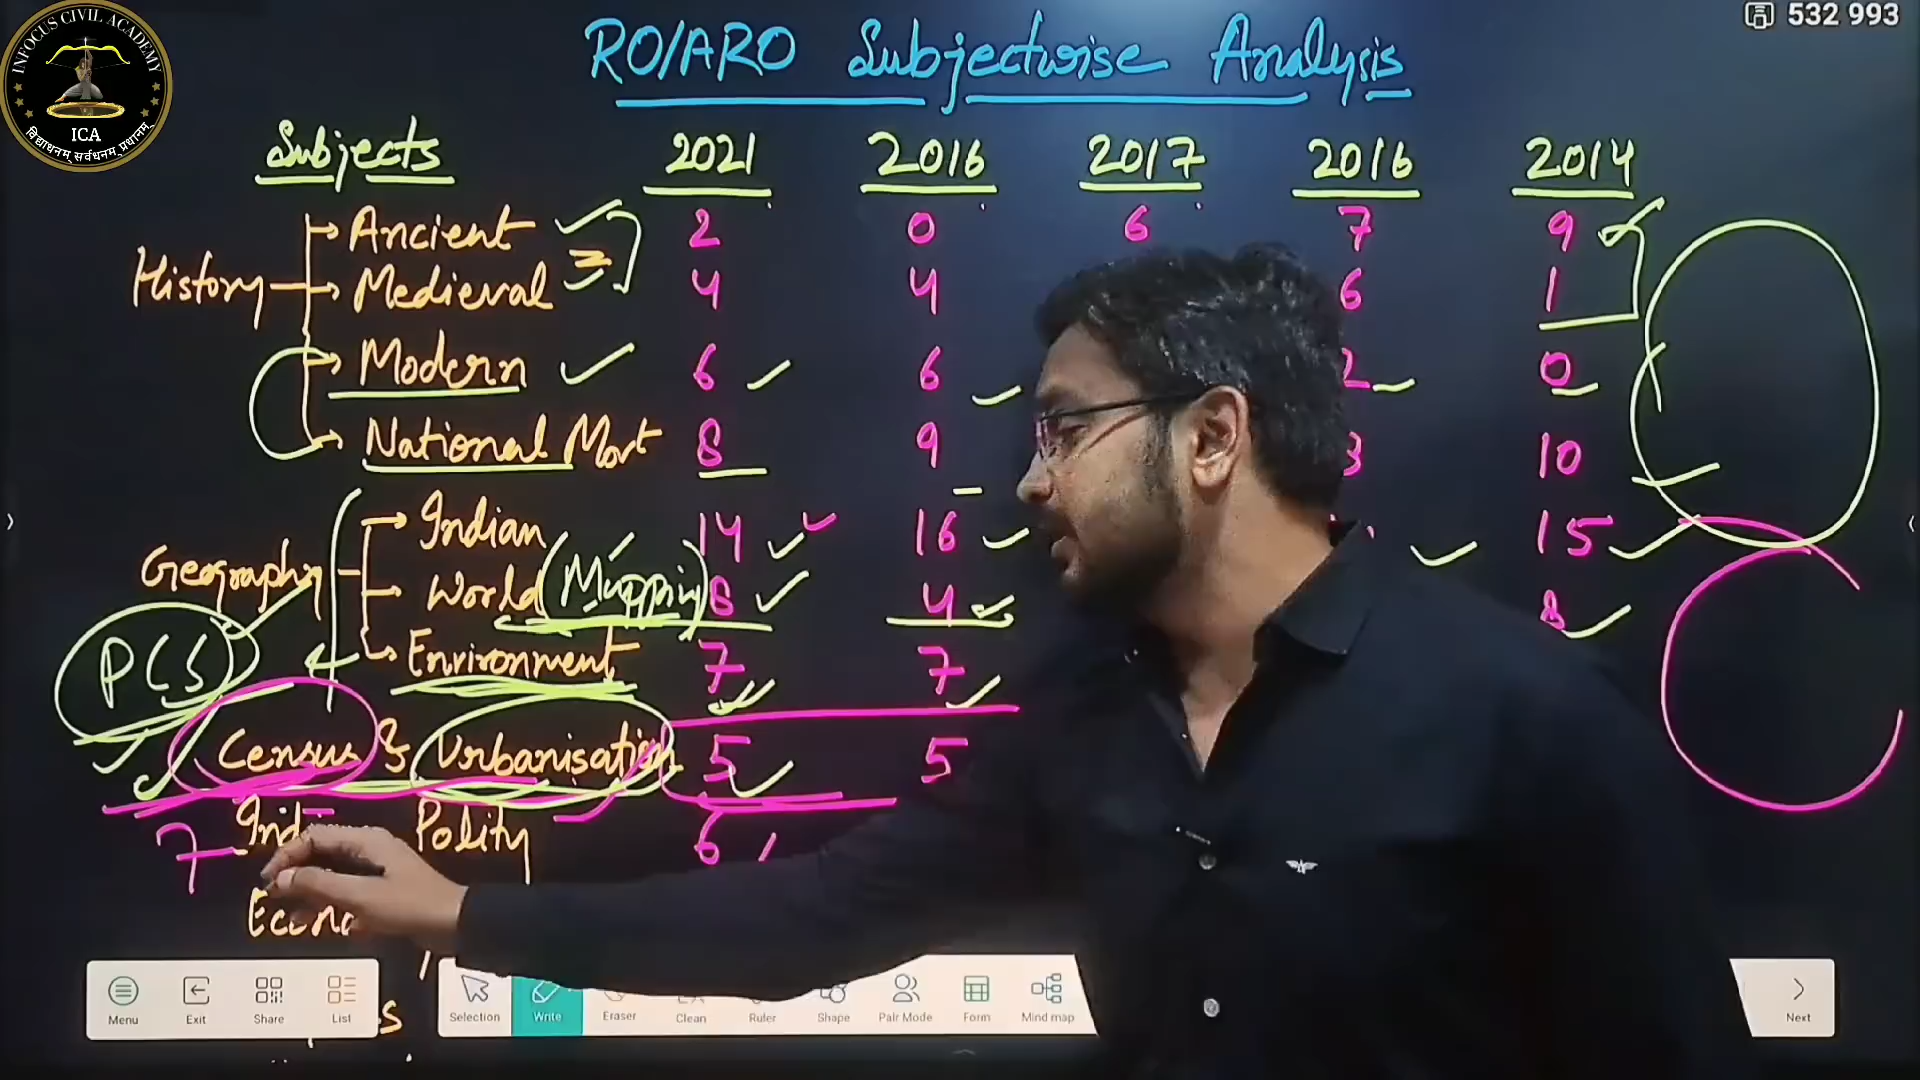 INFOCUS CIVIL ACADEMY
ICA
विद्याधनम् सर्वधनम् प्रधानम्
532 993
RO/ARO Subjectwise Analysis
Subjects 2021 2016 2017 2016 2014
History
Ancient 2 0 6 7 9
Medieval 4 4 6 1
Modern 6 6 2 0
National Mov't 8 9 3 10
Geography
Indian 14 16 15
World (Mapping) 8 4 8
Environment 7 7
PCS
Census & Urbanisation 5 5
7 Polity 6
Menu Exit Share List Selection Write Eraser Clean Ruler Shape Pair Mode Form Mind map Next